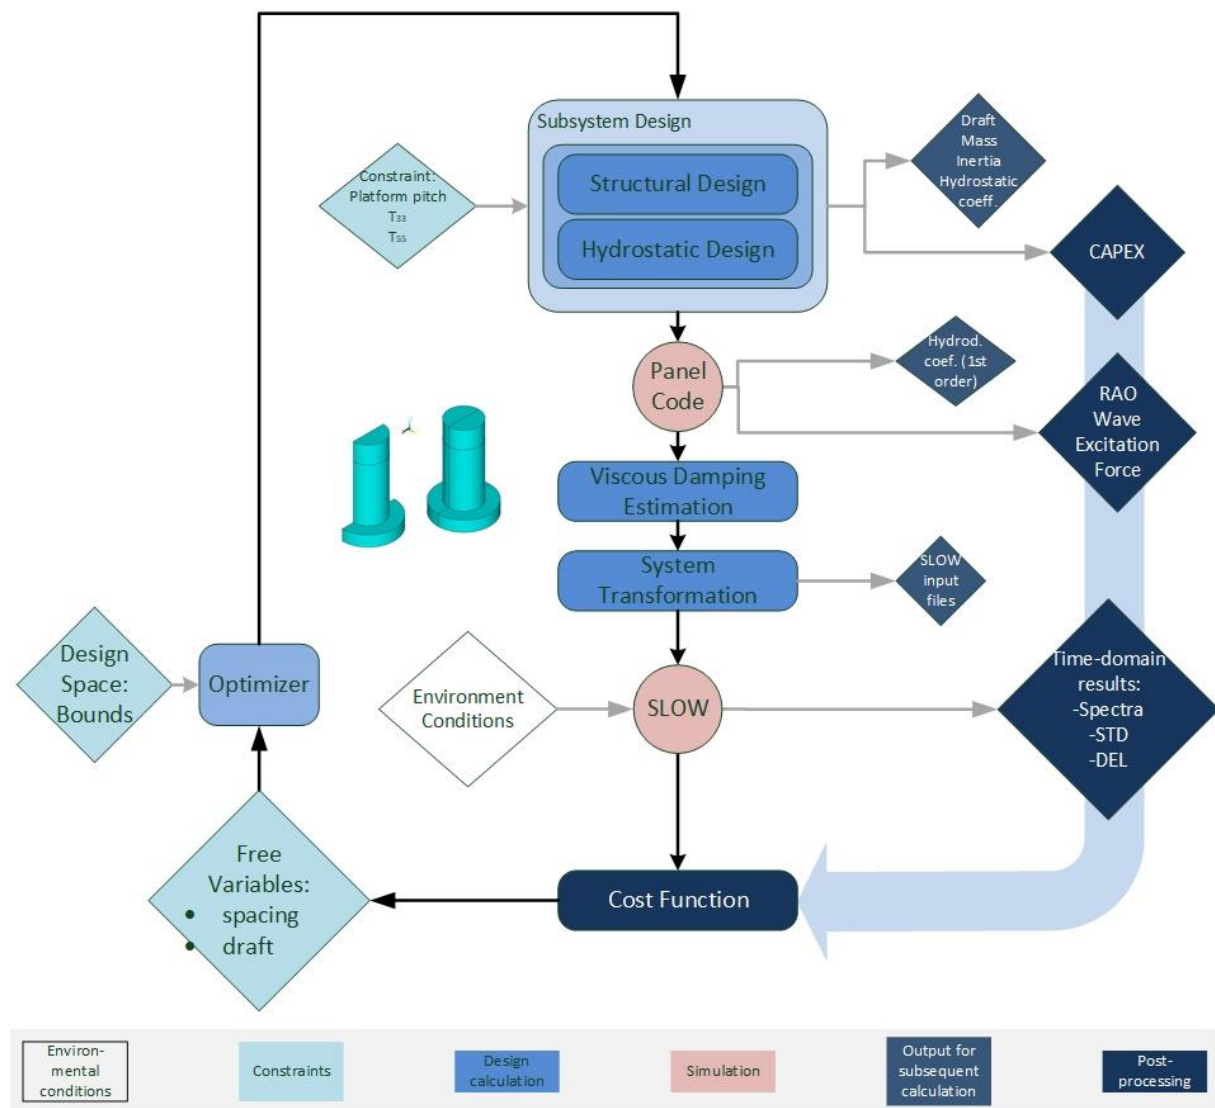 Subsystem Design
Structural Design
Hydrostatic Design
Constraint:
Platform pitch
T₃₃
T₅₅
Draft
Mass
Inertia
Hydrostatic
coeff.
CAPEX
Panel
Code
Hydrod.
coef. (1st
order)
RAO
Wave
Excitation
Force
Viscous Damping
Estimation
System
Transformation
SLOW
input
files
Design
Space:
Bounds
Optimizer
Environment
Conditions
SLOW
Time-domain
results:
-Spectra
-STD
-DEL
Free
Variables:
• spacing
• draft
Cost Function
Environ-
mental
conditions
Constraints
Design
calculation
Simulation
Output for
subsequent
calculation
Post-
processing